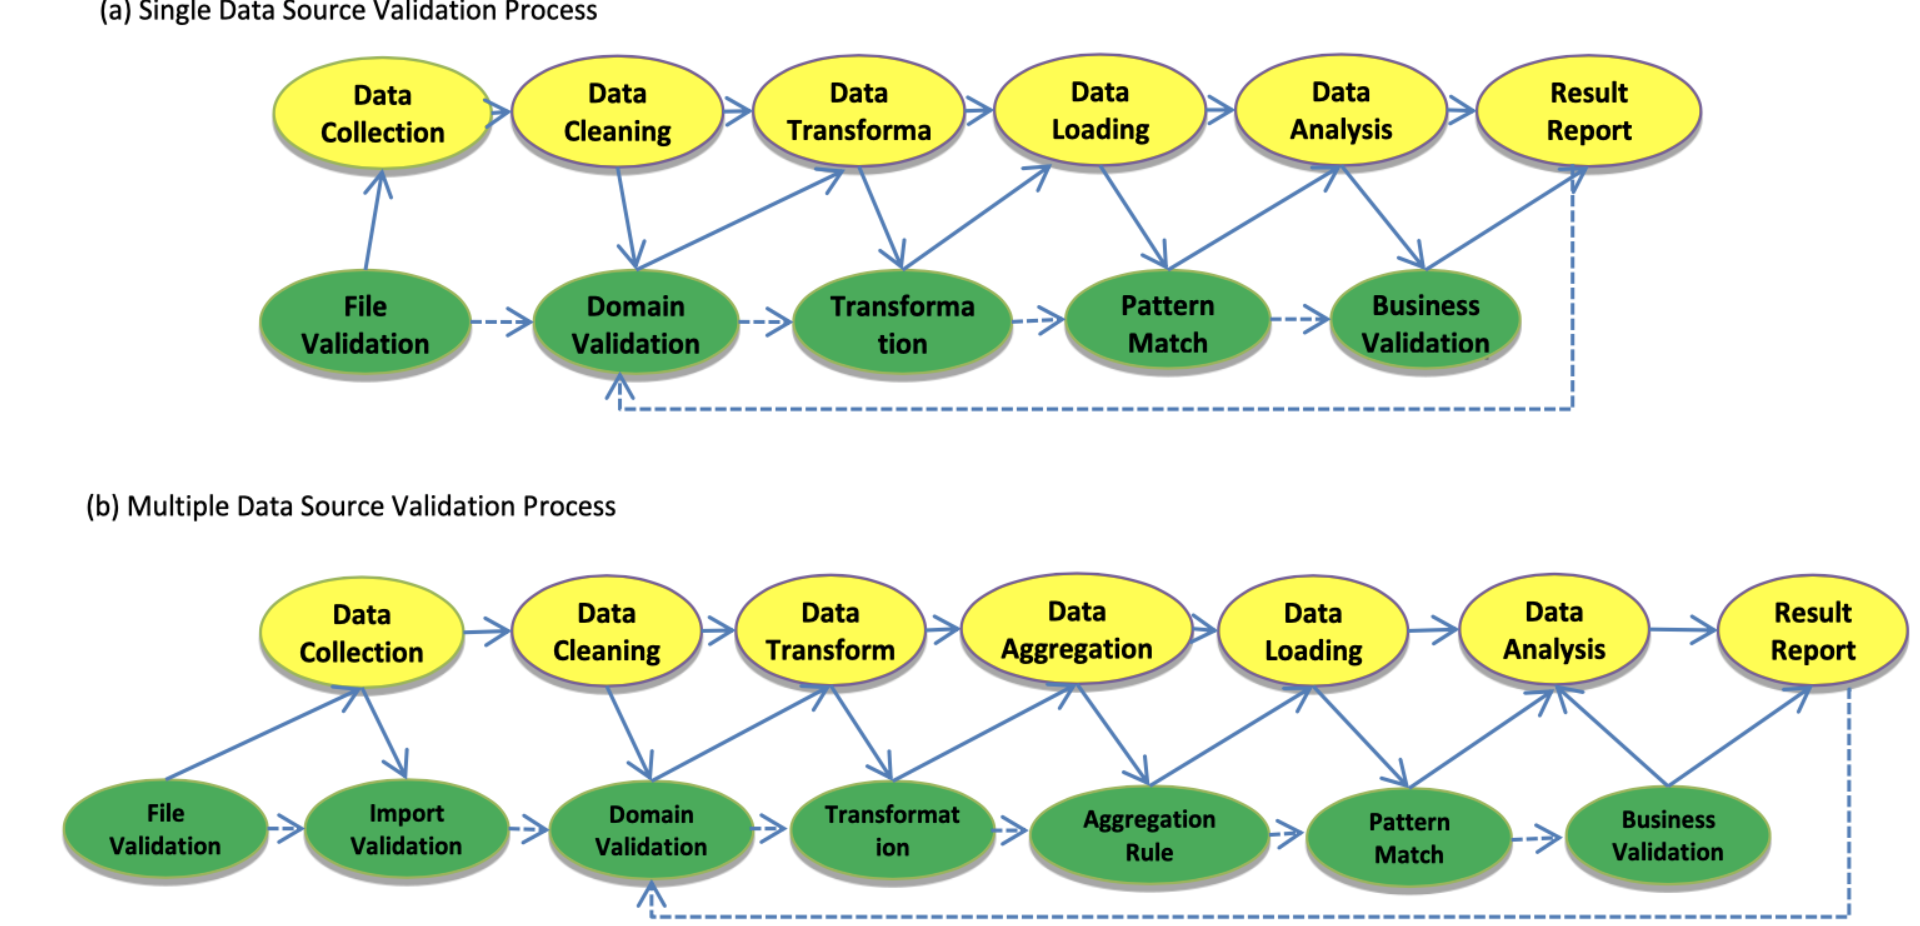 (a) Single Data Source Validation Process
Data
Collection
Data
Cleaning
Data
Transforma
Data
Loading
Data
Analysis
Result
Report
File
Validation
Domain
Validation
Transforma
tion
Pattern
Match
Business
Validation
(b) Multiple Data Source Validation Process
Data
Collection
Data
Cleaning
Data
Transform
Data
Aggregation
Data
Loading
Data
Analysis
Result
Report
File
Validation
Import
Validation
Domain
Validation
Transformat
ion
Aggregation
Rule
Pattern
Match
Business
Validation